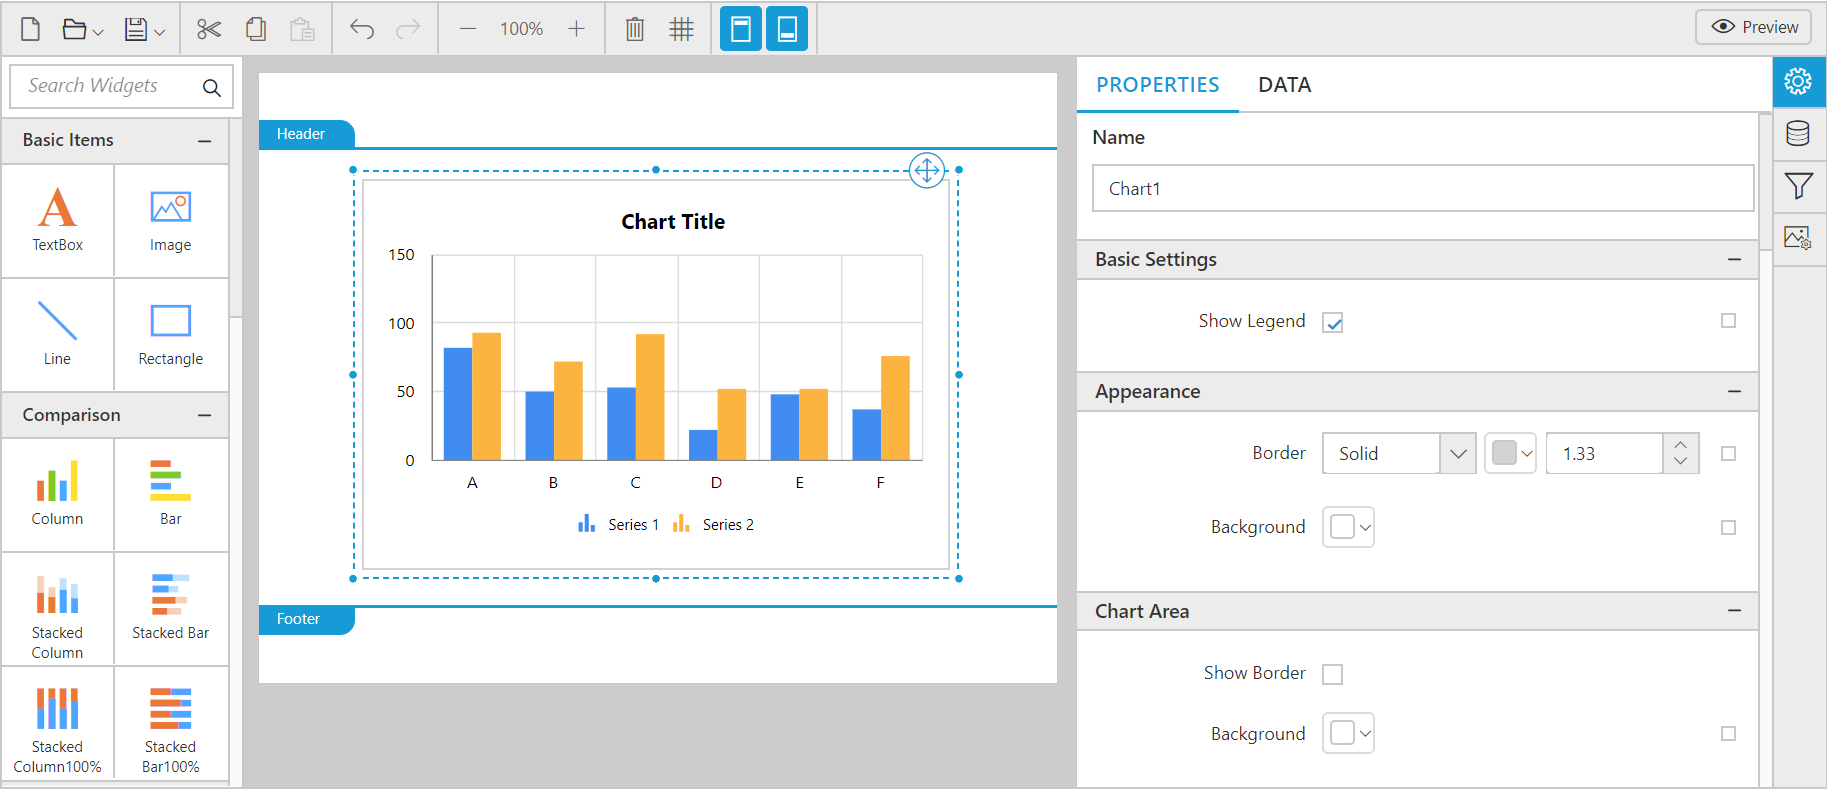 100%
Preview
Search Widgets
Basic Items
TextBox
Image
Line
Rectangle
Comparison
Column
Bar
Stacked
Column
Stacked Bar
Stacked
Column100%
Stacked
Bar100%
Header
Chart Title
150
100
50
0
A B C D E F
Series 1 Series 2
Footer
PROPERTIES DATA
Name
Chart1
Basic Settings
Show Legend
Appearance
Border Solid 1.33
Background
Chart Area
Show Border
Background